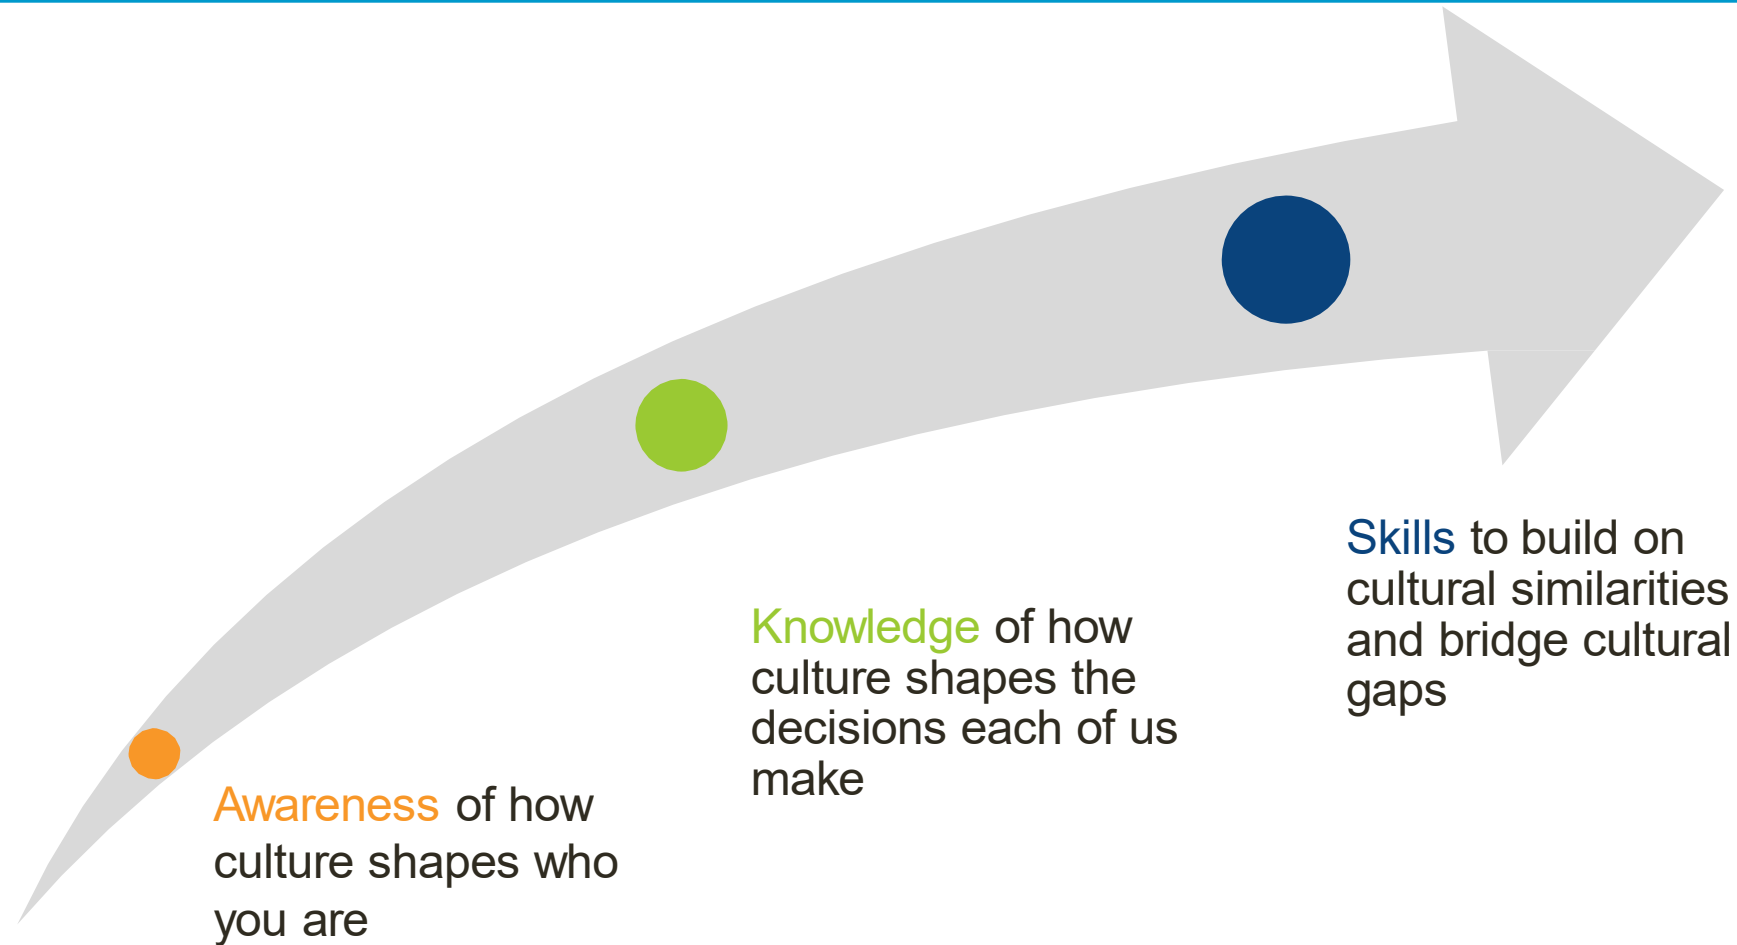 Awareness of how
culture shapes who
you are
Knowledge of how
culture shapes the
decisions each of us
make
Skills to build on
cultural similarities
and bridge cultural
gaps